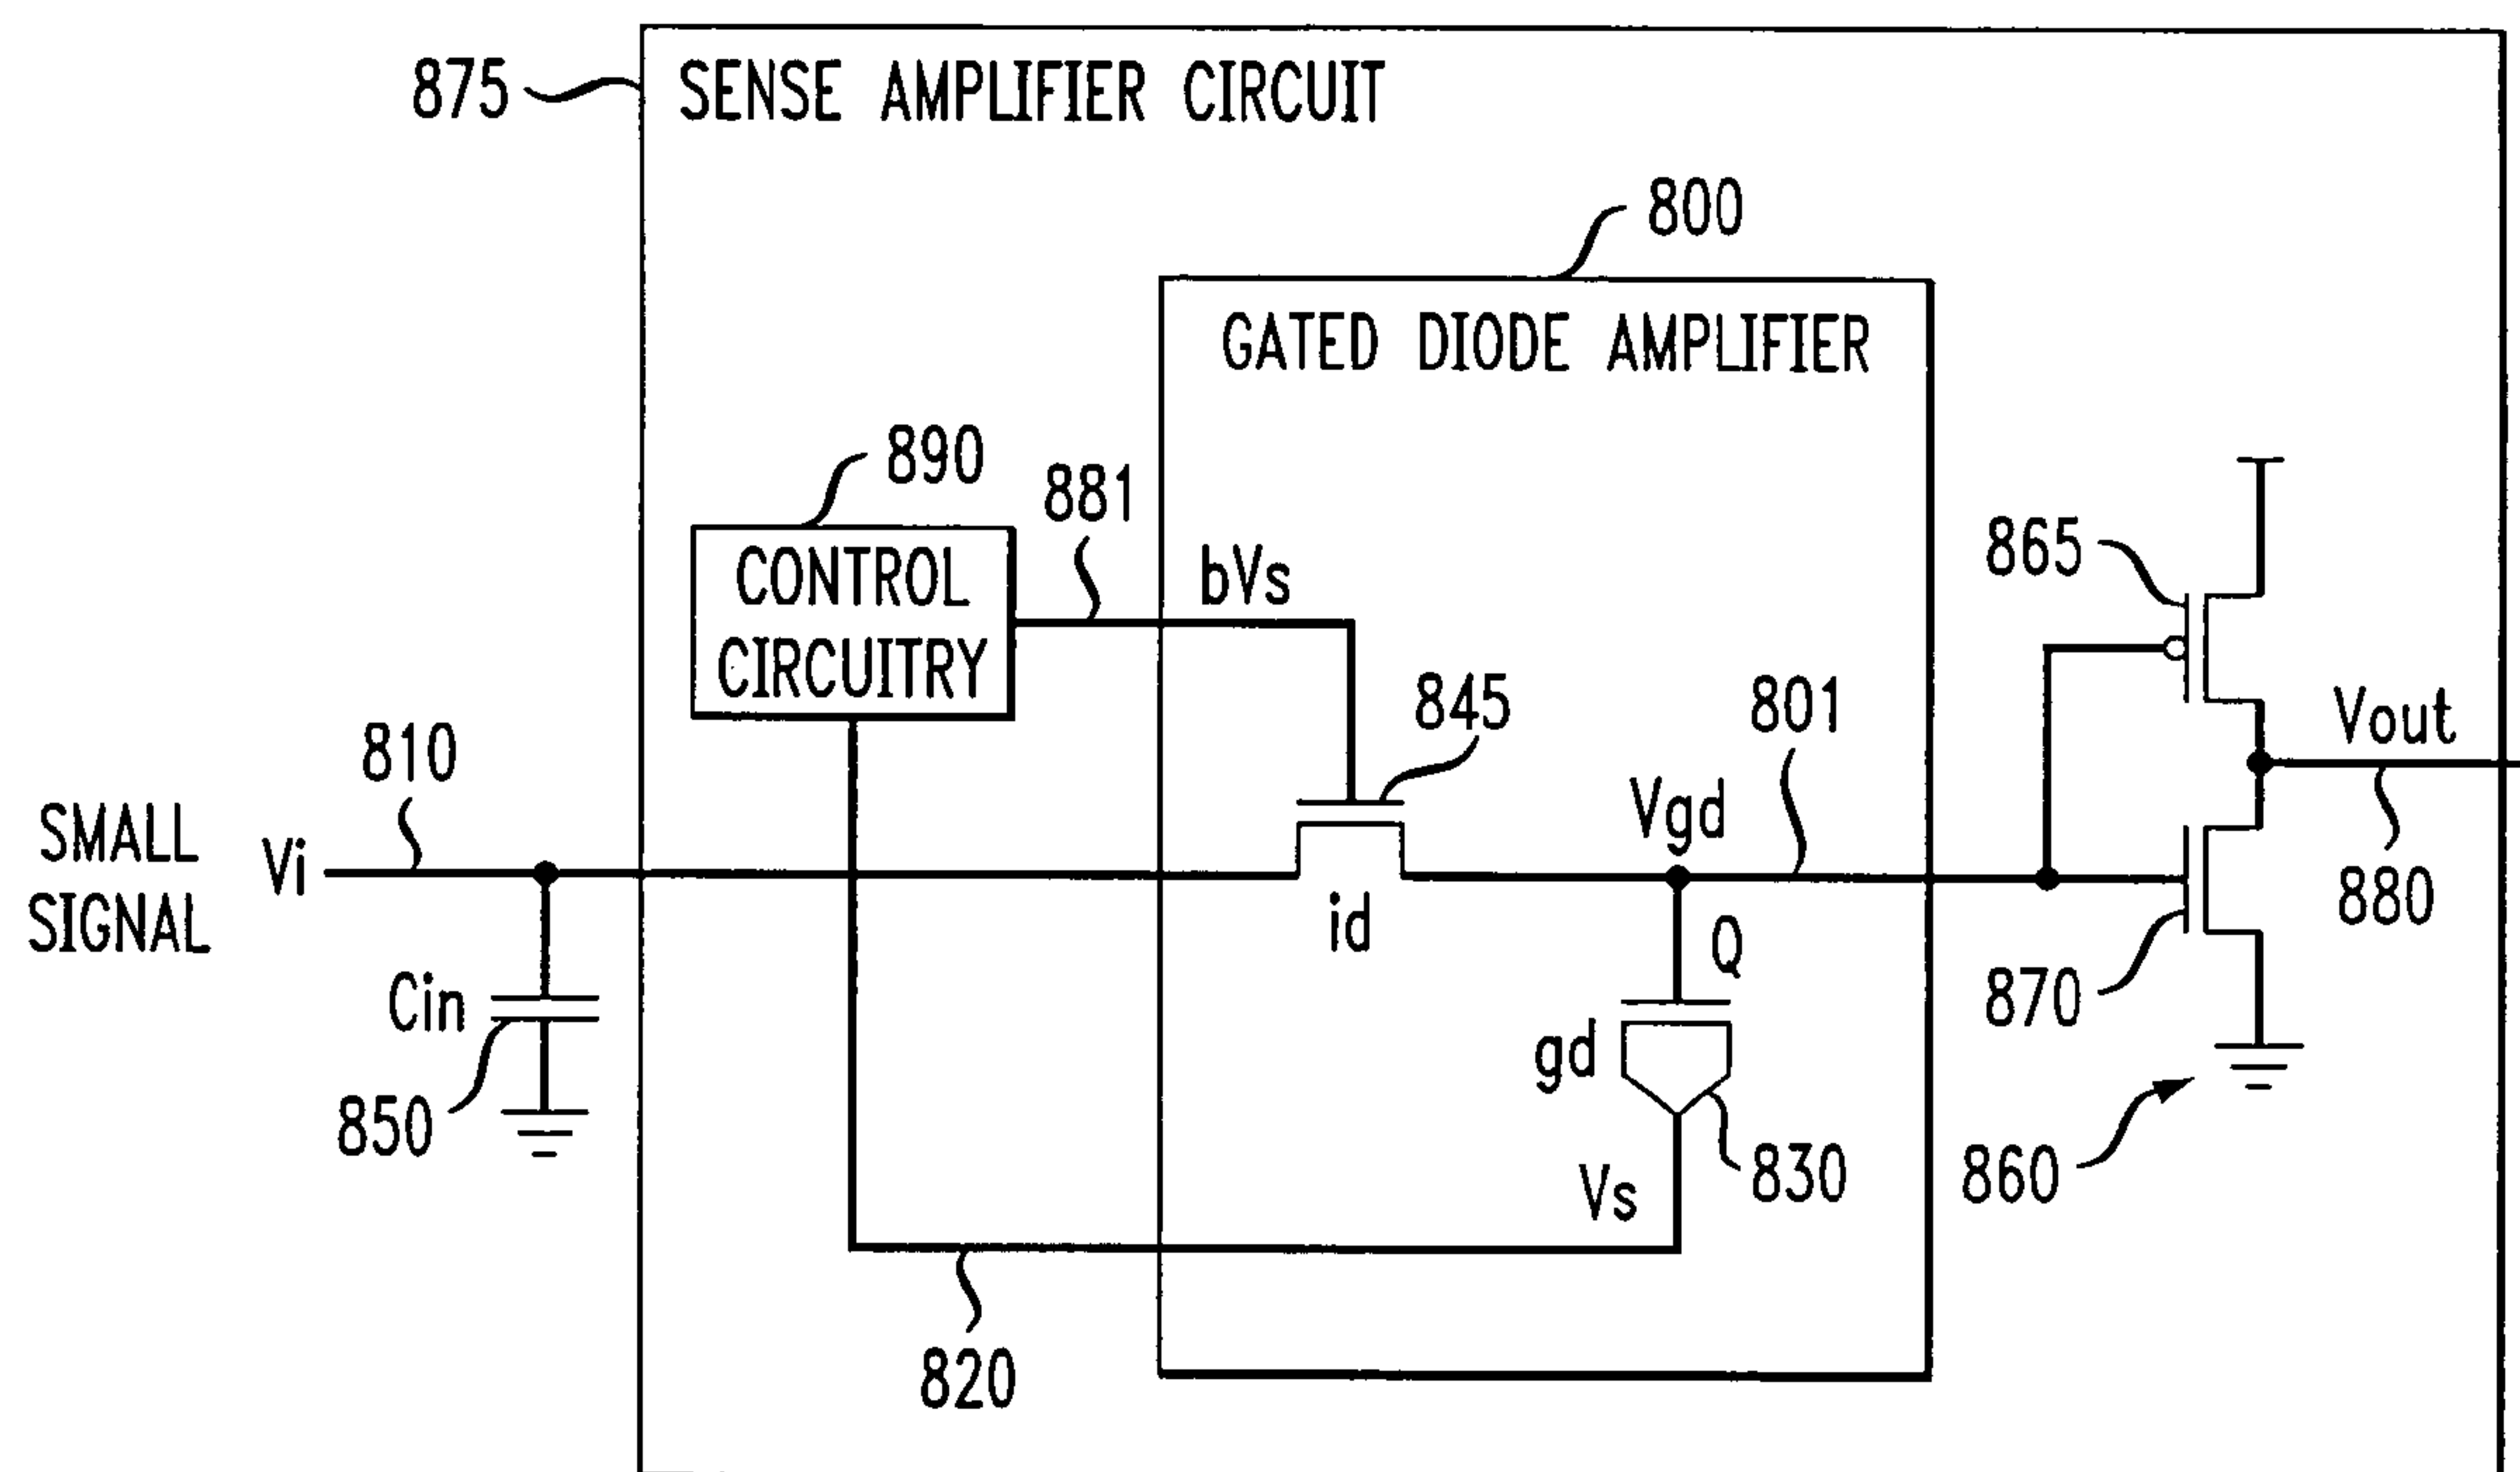 875
SENSE AMPLIFIER CIRCUIT
800
GATED DIODE AMPLIFIER
890
881
CONTROL
CIRCUITRY
bVs
865
845
801
810
Vout
SMALL
SIGNAL
Vi
Vgd
880
id
Q
870
Cin
gd
850
830
860
Vs
820